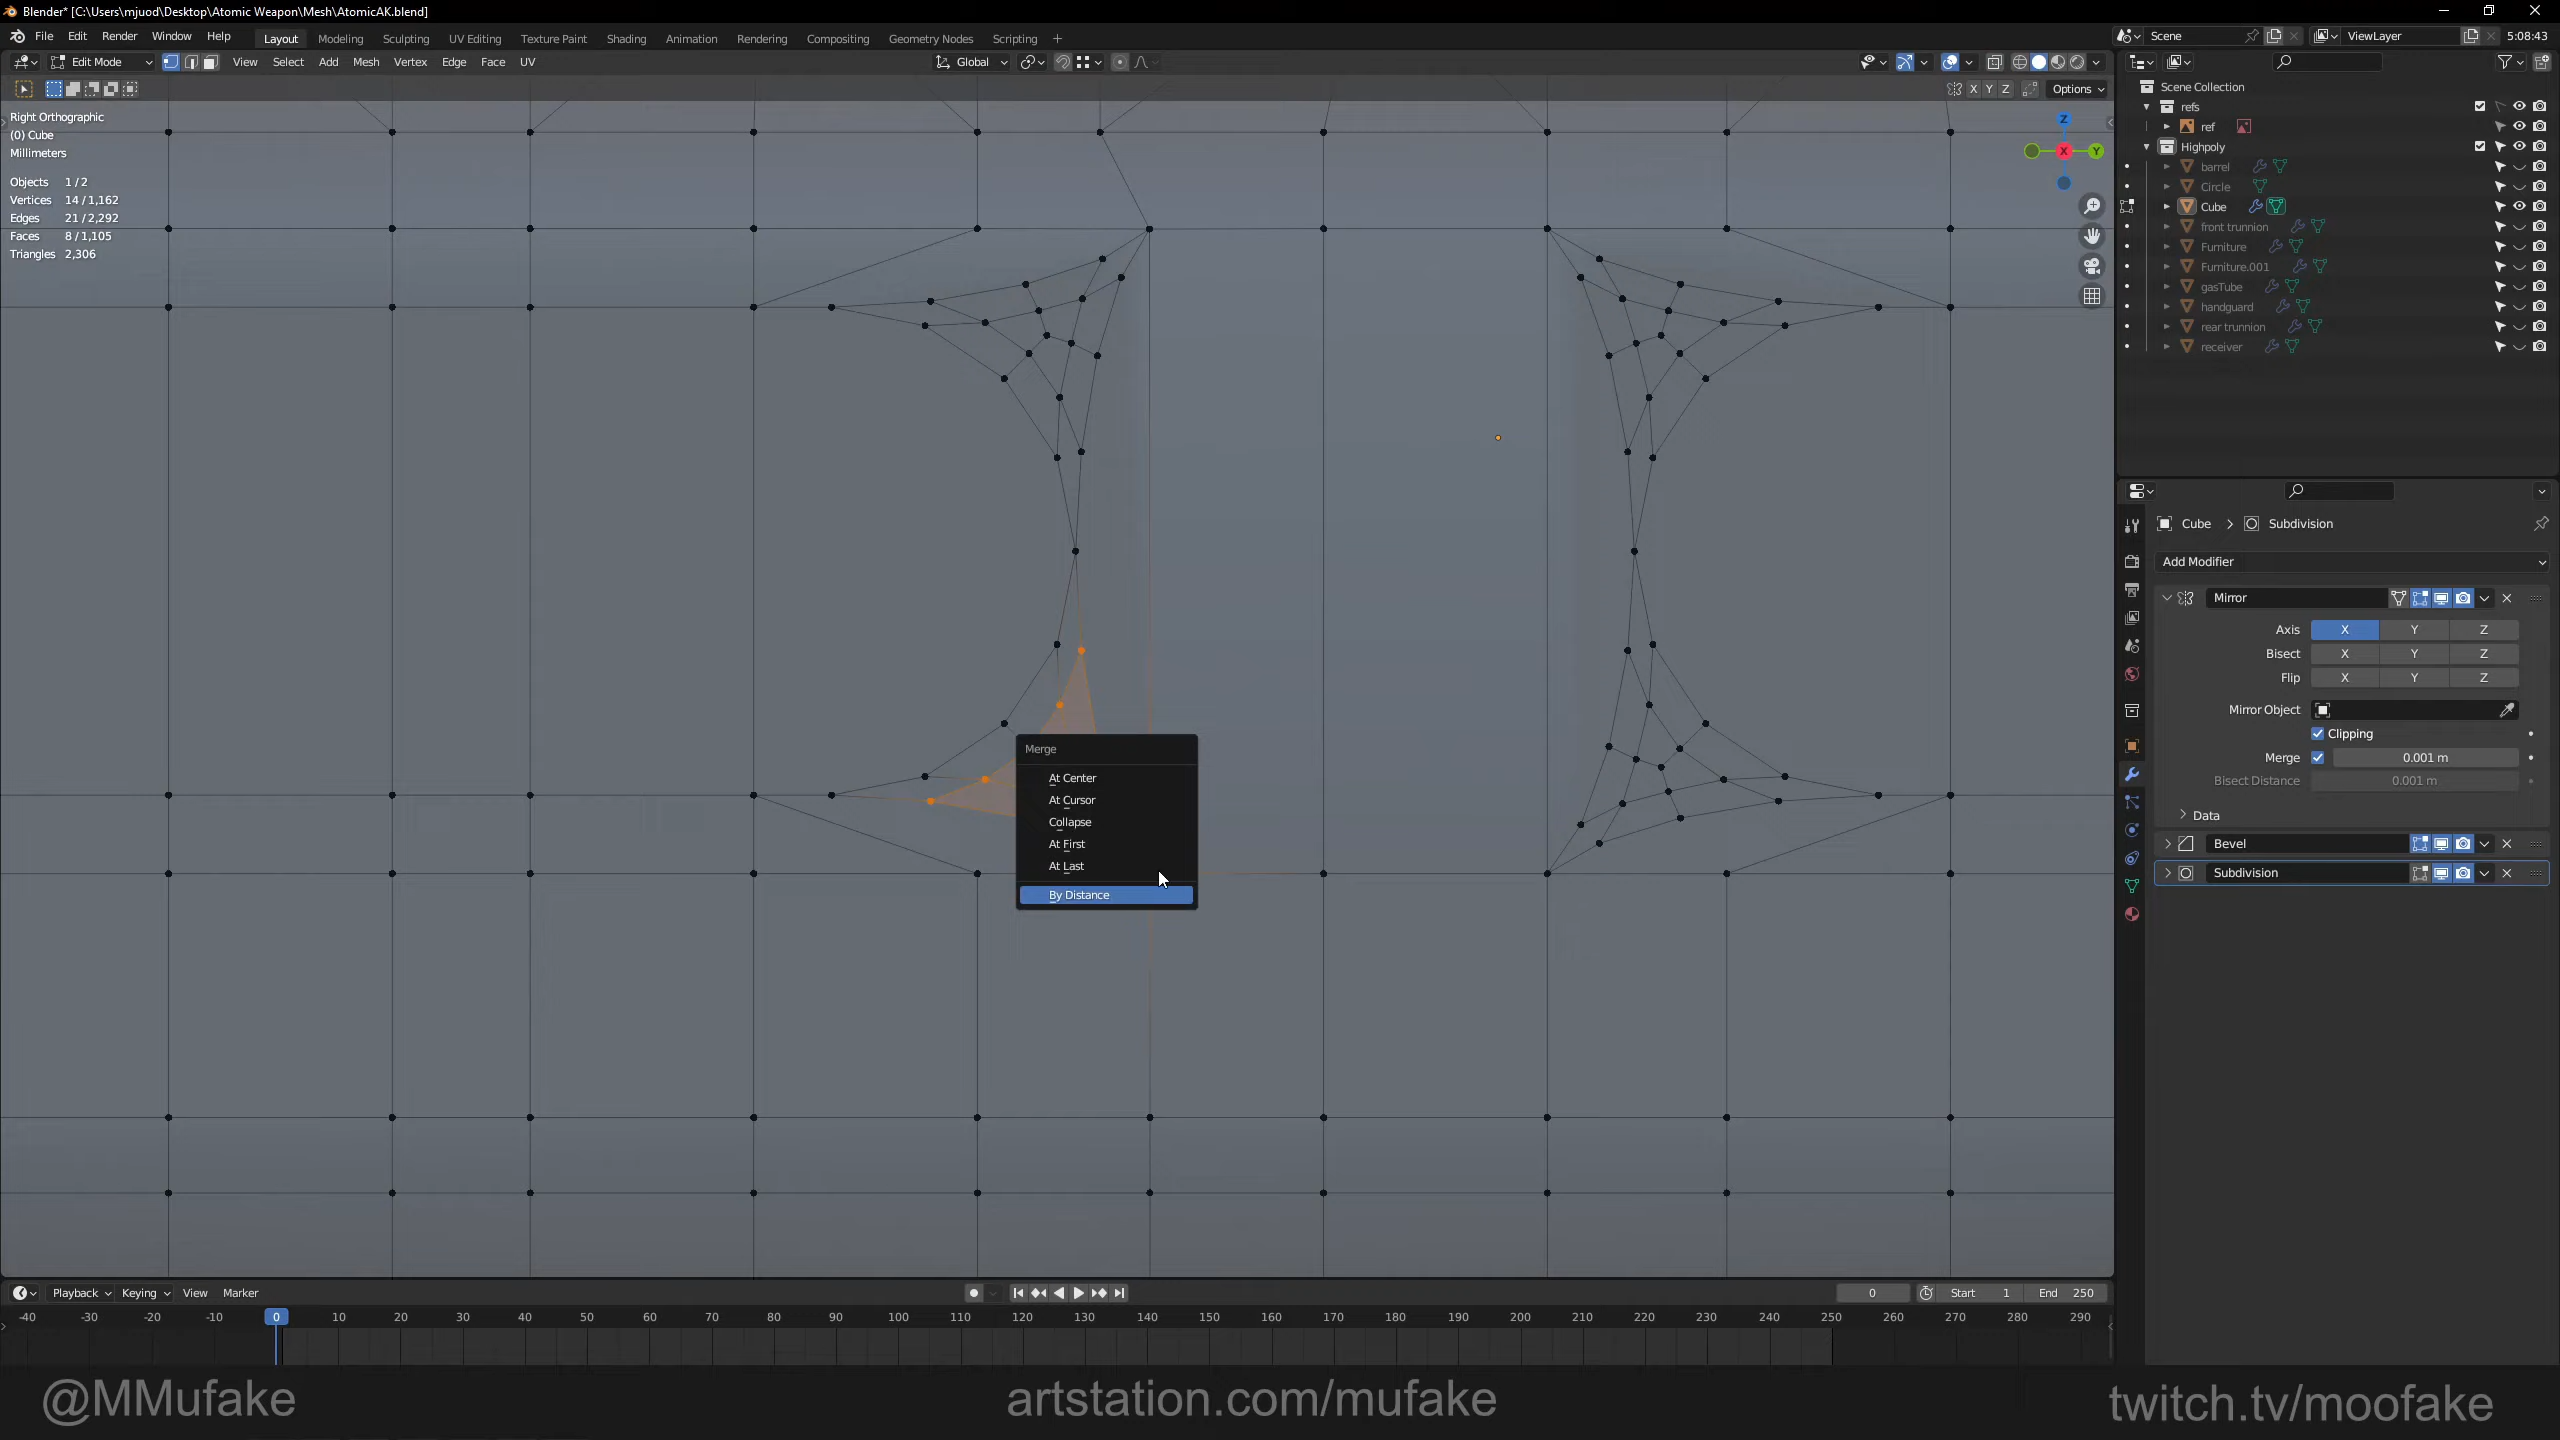 Blender* [C:\Users\mjuod\Desktop\Atomic Weapon\Mesh\AtomicAK.blend]
File Edit Render Window Help Layout Modeling Sculpting UV Editing Texture Paint Shading Animation Rendering Compositing Geometry Nodes Scripting + Scene ViewLayer 5:08:43
Edit Mode View Select Add Mesh Vertex Edge Face UV Global
X Y Z Options
Right Orthographic
(0) Cube
Millimeters
Objects 1 / 2
Vertices 14 / 1,162
Edges 21 / 2,292
Faces 8 / 1,105
Triangles 2,306
Z
X
Y
Merge
At Center
At Cursor
Collapse
At First
At Last
By Distance
Scene Collection
refs
ref
Highpoly
barrel
Circle
Cube
front trunnion
Furniture
Furniture.001
gasTube
handguard
rear trunnion
receiver
Cube > Subdivision
Add Modifier
Mirror
Axis X Y Z
Bisect X Y Z
Flip X Y Z
Mirror Object
Clipping
Merge 0.001 m
Bisect Distance 0.001 m
Data
Bevel
Subdivision
Playback Keying View Marker 0 Start 1 End 250
-40 -30 -20 -10 0 10 20 30 40 50 60 70 80 90 100 110 120 130 140 150 160 170 180 190 200 210 220 230 240 250 260 270 280 290
@MMufake artstation.com/mufake twitch.tv/moofake